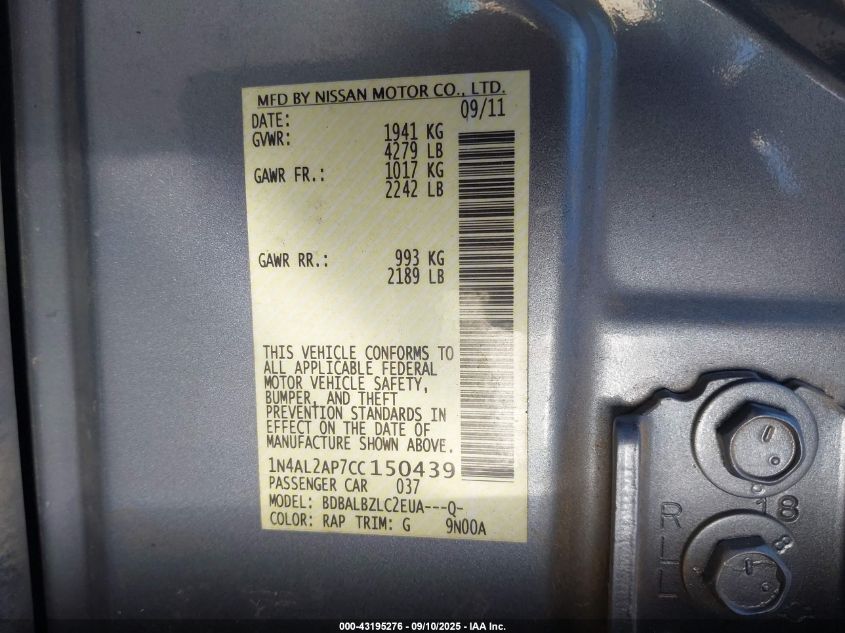 MFD BY NISSAN MOTOR CO., LTD.
DATE: 09/11
GVWR: 1941 KG
4279 LB
GAWR FR.: 1017 KG
2242 LB
GAWR RR.: 993 KG
2189 LB
THIS VEHICLE CONFORMS TO
ALL APPLICABLE FEDERAL
MOTOR VEHICLE SAFETY,
BUMPER, AND THEFT
PREVENTION STANDARDS IN
EFFECT ON THE DATE OF
MANUFACTURE SHOWN ABOVE.
1N4AL2AP7CC150439
PASSENGER CAR 037
MODEL: BDBALBZLC2EUA---Q-
COLOR: RAP TRIM: G 9N00A
18
8
RLL
000-43195276 - 09/10/2025 - IAA Inc.